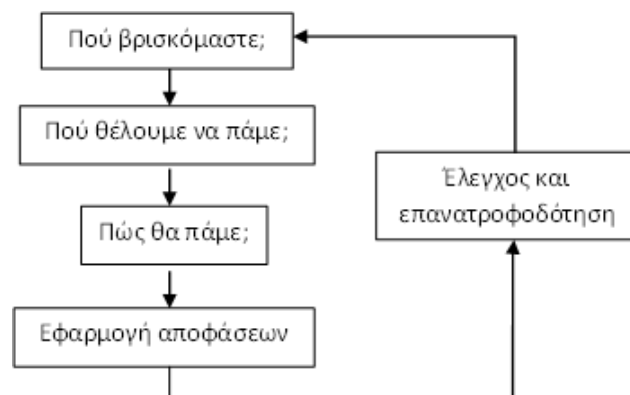 Πού βρισκόμαστε;
Πού θέλουμε να πάμε;
Πώς θα πάμε;
Εφαρμογή αποφάσεων
Έλεγχος και
επανατροφοδότηση